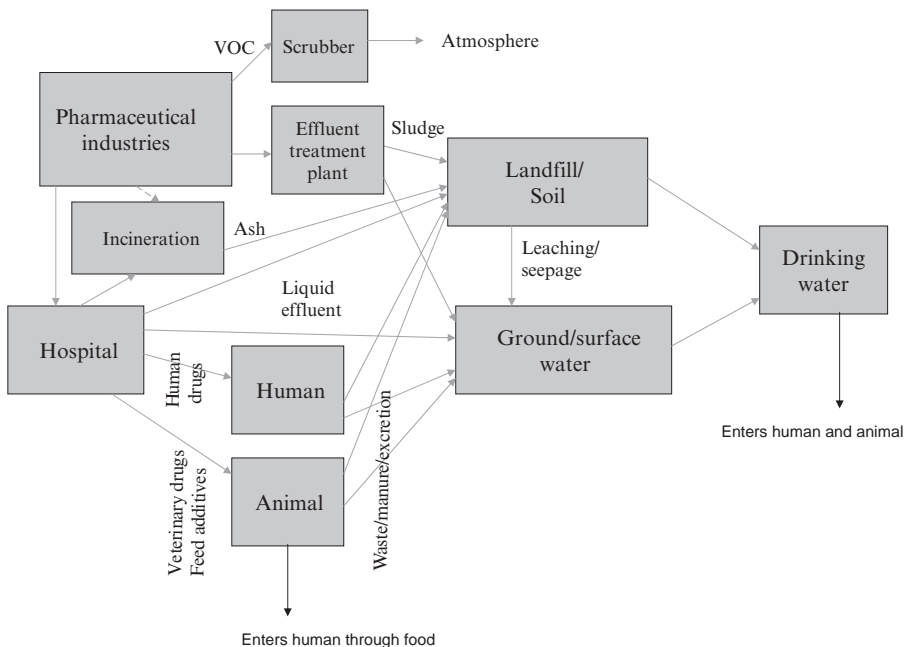 VOC
Scrubber
Atmosphere
Pharmaceutical
industries
Effluent
treatment
plant
Sludge
Landfill/
Soil
Incineration
Ash
Leaching/
seepage
Drinking
water
Liquid
effluent
Hospital
Ground/surface
water
Human
drugs
Human
Enters human and animal
Veterinary drugs
Feed additives
Animal
Waste/manure/excretion
Enters human through food